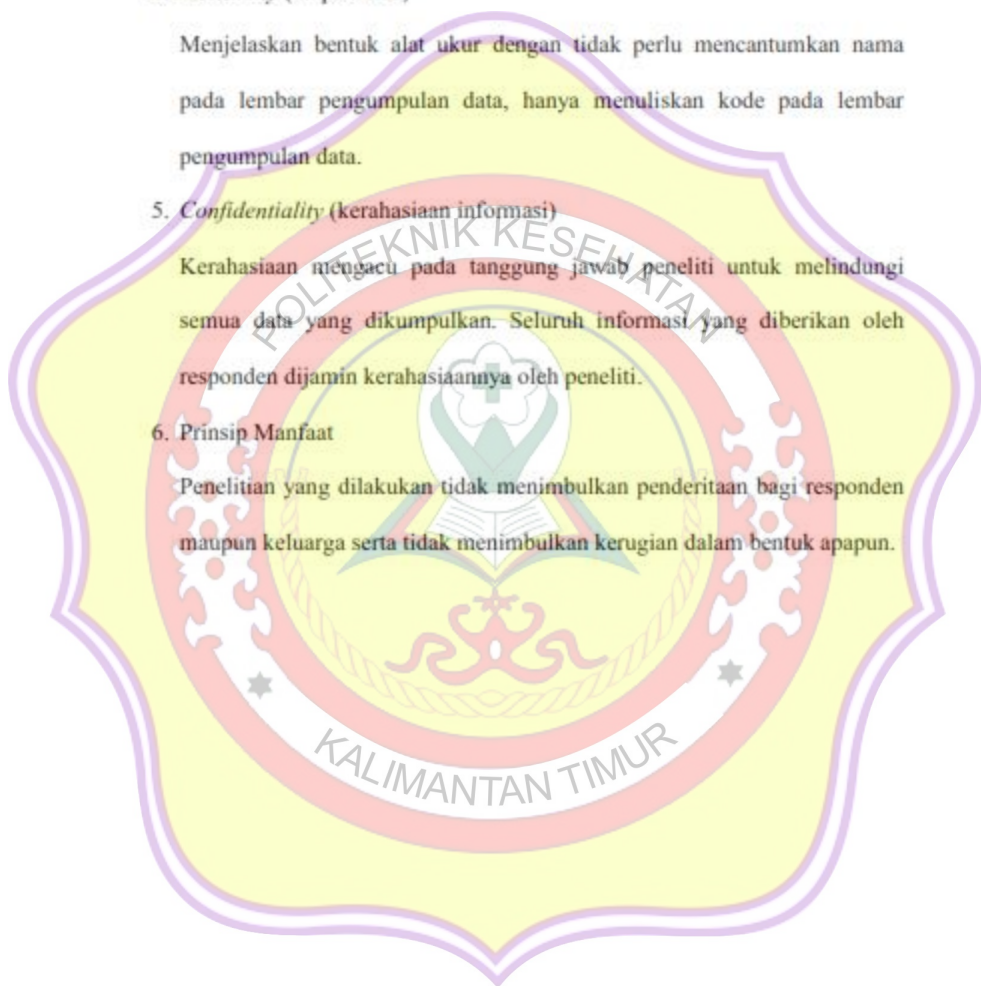 Menjelaskan bentuk alat ukur dengan tidak perlu mencantumkan nama
pada lembar pengumpulan data, hanya menuliskan kode pada lembar
pengumpulan data.
5. Confidentiality (kerahasiaan informasi)
POLITEKNIK KESEHATAN
Kerahasiaan mengacu pada tanggung jawab peneliti untuk melindungi
semua data yang dikumpulkan. Seluruh informasi yang diberikan oleh
responden dijamin kerahasiaannya oleh peneliti.
6. Prinsip Manfaat
Penelitian yang dilakukan tidak menimbulkan penderitaan bagi responden
maupun keluarga serta tidak menimbulkan kerugian dalam bentuk apapun.
KALIMANTAN TIMUR